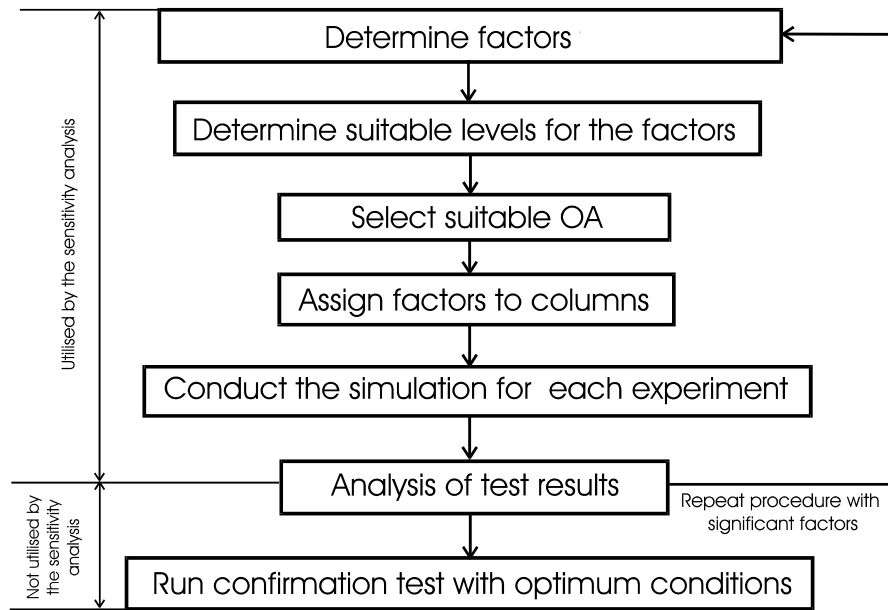 Determine factors
Determine suitable levels for the factors
Select suitable OA
Assign factors to columns
Conduct the simulation for each experiment
Analysis of test results
Repeat procedure with
significant factors
Run confirmation test with optimum conditions
Utilised by the sensitivity analysis
Not utilised by
the sensitivity
analysis